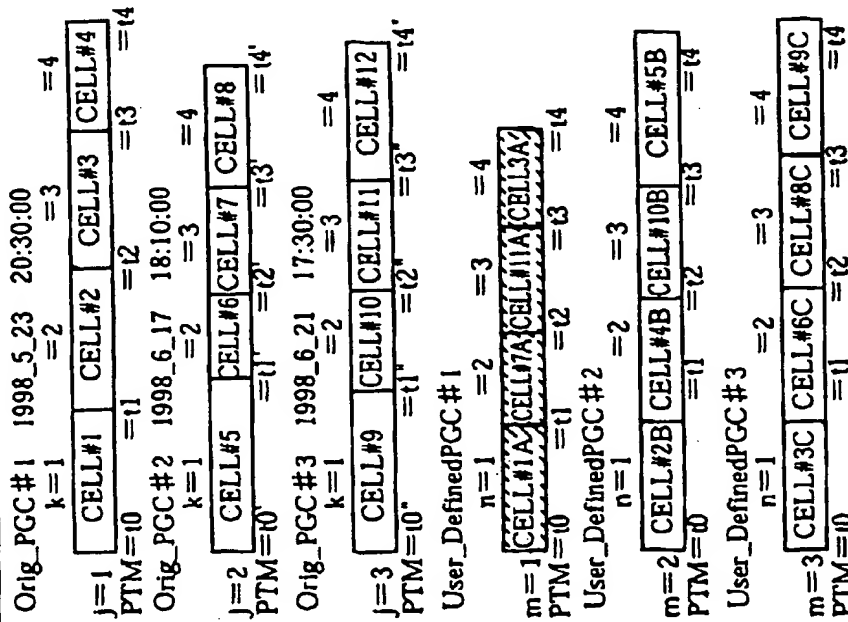 Orig_PGC#1 1998_5_23 20:30:00
k=1 =2 =3 =4
j=1 CELL#1 CELL#2 CELL#3 CELL#4
PTM=t0 =t1 =t2 =t3 =t4
Orig_PGC#2 1998_6_17 18:10:00
k=1 =2 =3 =4
j=2 CELL#5 CELL#6 CELL#7 CELL#8
PTM=t0' =t1' =t2' =t3' =t4'
Orig_PGC#3 1998_6_21 17:30:00
k=1 =2 =3 =4
j=3 CELL#9 CELL#10 CELL#11 CELL#12
PTM=t0" =t1" =t2" =t3" =t4"
User_DefinedPGC#1
n=1 =2 =3 =4
m=1 CELL#1A CELL#7A CELL#11A CELL3A
PTM=t0 =t1 =t2 =t3 =t4
User_DefinedPGC#2
n=1 =2 =3 =4
m=2 CELL#2B CELL#4B CELL#10B CELL#5B
PTM=t0 =t1 =t2 =t3 =t4
User_DefinedPGC#3
n=1 =2 =3 =4
m=3 CELL#3C CELL#6C CELL#8C CELL#9C
PTM=t0 =t1 =t2 =t3 =t4